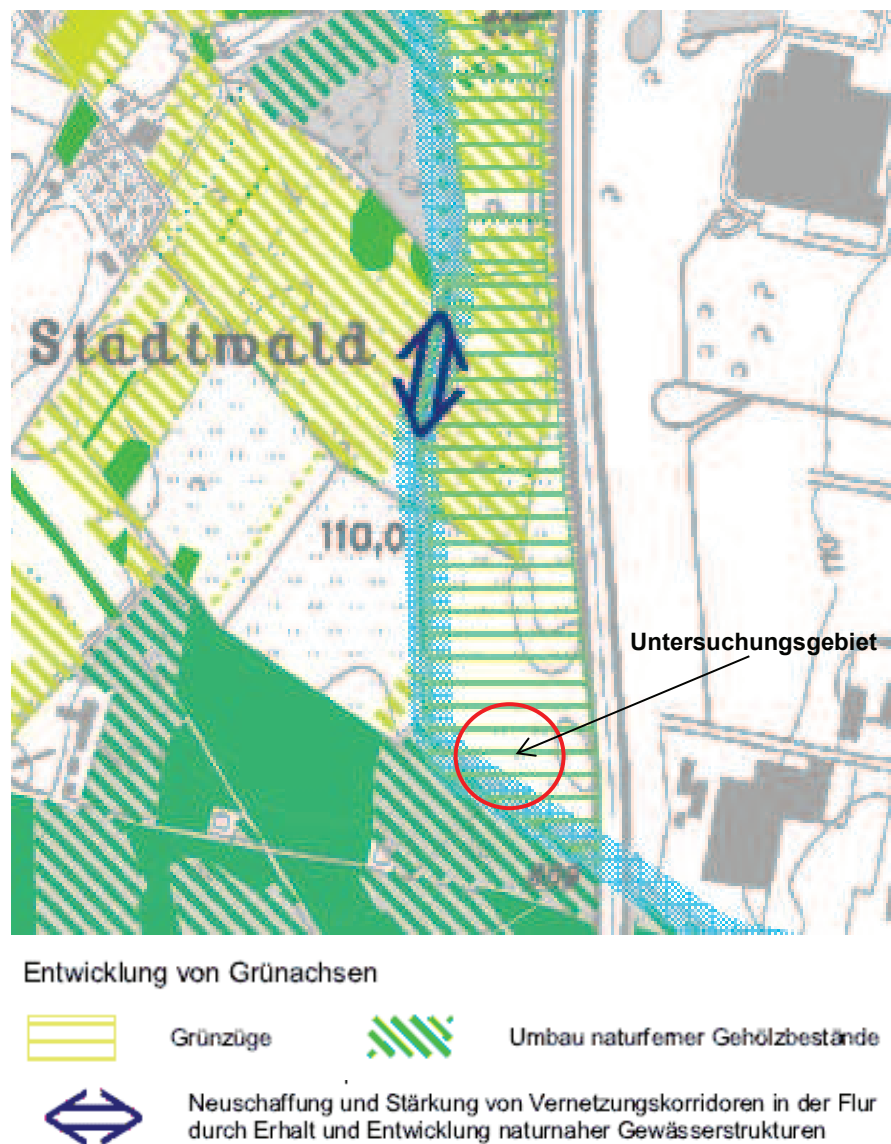 Stadtwald
110,0
110
Untersuchungsgebiet
Entwicklung von Grünachsen
Grünzüge
Umbau naturferner Gehölzbestände
Neuschaffung und Stärkung von Vernetzungskorridoren in der Flur
durch Erhalt und Entwicklung naturnaher Gewässerstrukturen